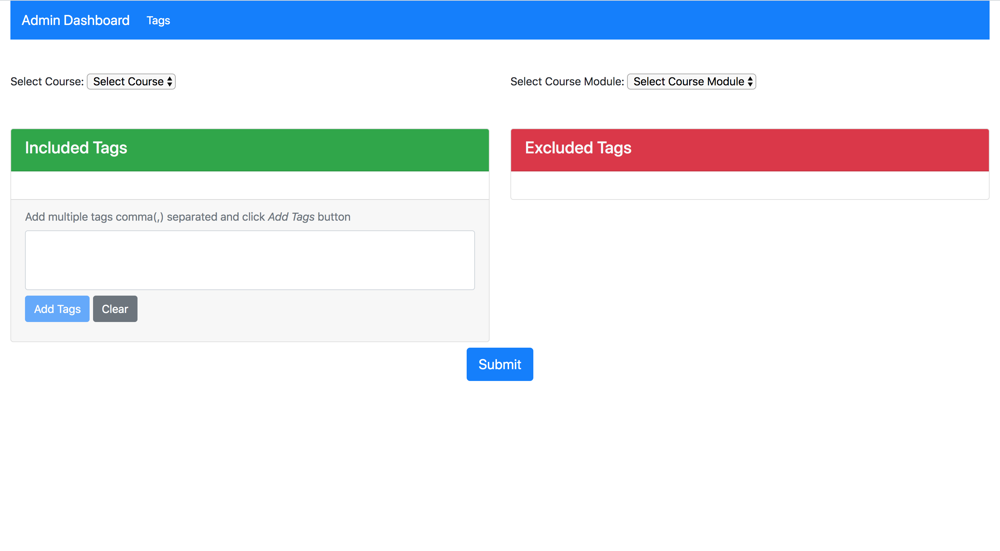 Admin Dashboard Tags
Select Course: Select Course
Select Course Module: Select Course Module
Included Tags
Excluded Tags
Add multiple tags comma(,) separated and click Add Tags button
Add Tags Clear
Submit